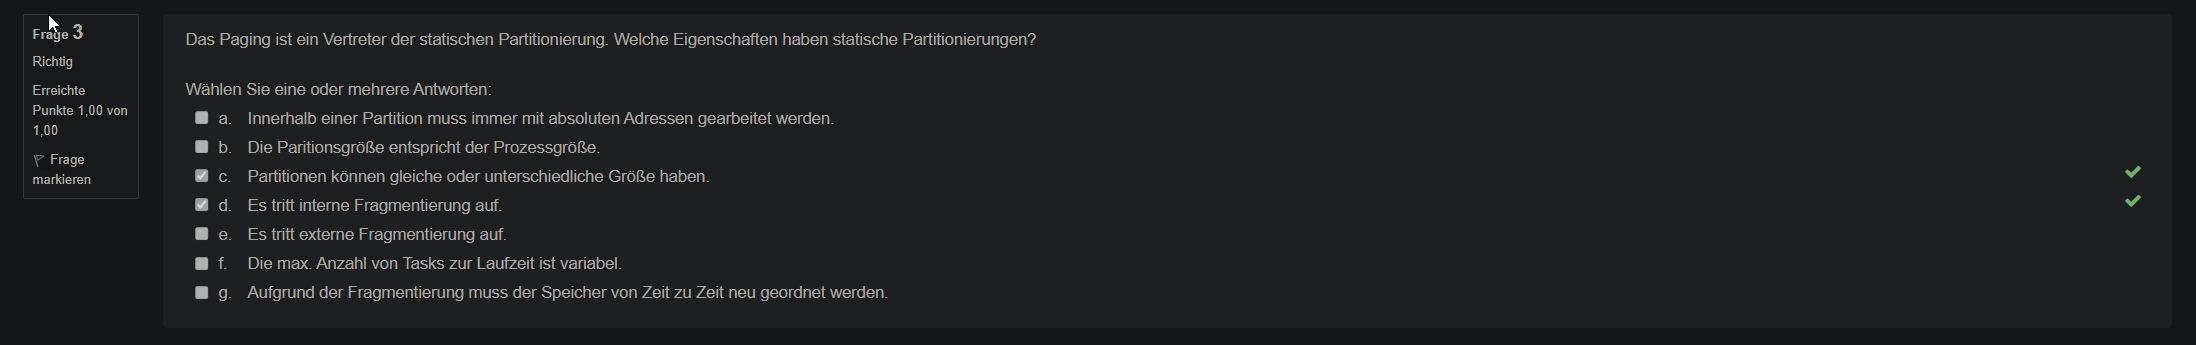 Frage 3
Richtig
Erreichte
Punkte 1,00 von
1,00
Frage
markieren
Das Paging ist ein Vertreter der statischen Partitionierung. Welche Eigenschaften haben statische Partitionierungen?
Wählen Sie eine oder mehrere Antworten:
a. Innerhalb einer Partition muss immer mit absoluten Adressen gearbeitet werden.
b. Die Paritionsgröße entspricht der Prozessgröße.
c. Partitionen können gleiche oder unterschiedliche Größe haben.
d. Es tritt interne Fragmentierung auf.
e. Es tritt externe Fragmentierung auf.
f. Die max. Anzahl von Tasks zur Laufzeit ist variabel.
g. Aufgrund der Fragmentierung muss der Speicher von Zeit zu Zeit neu geordnet werden.